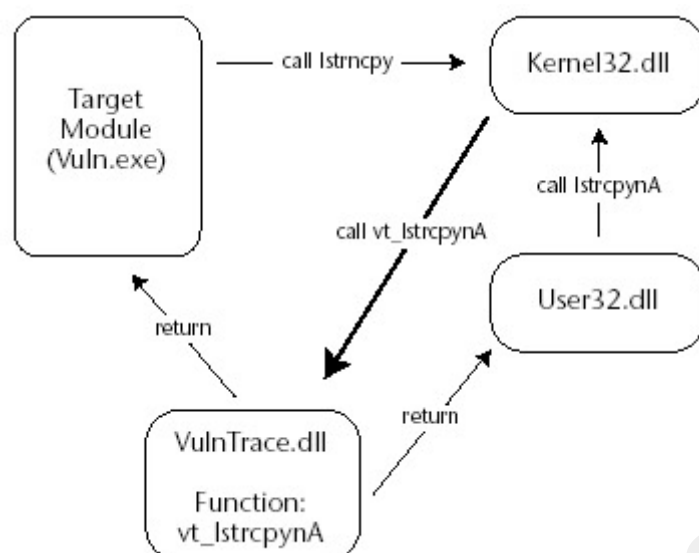 call lstrncpy
Kernel32.dll
Target
Module
(Vuln.exe)
call lstrcpynA
call vt_lstrcpynA
User32.dll
return
return
VulnTrace.dll
Function:
vt_lstrcpynA